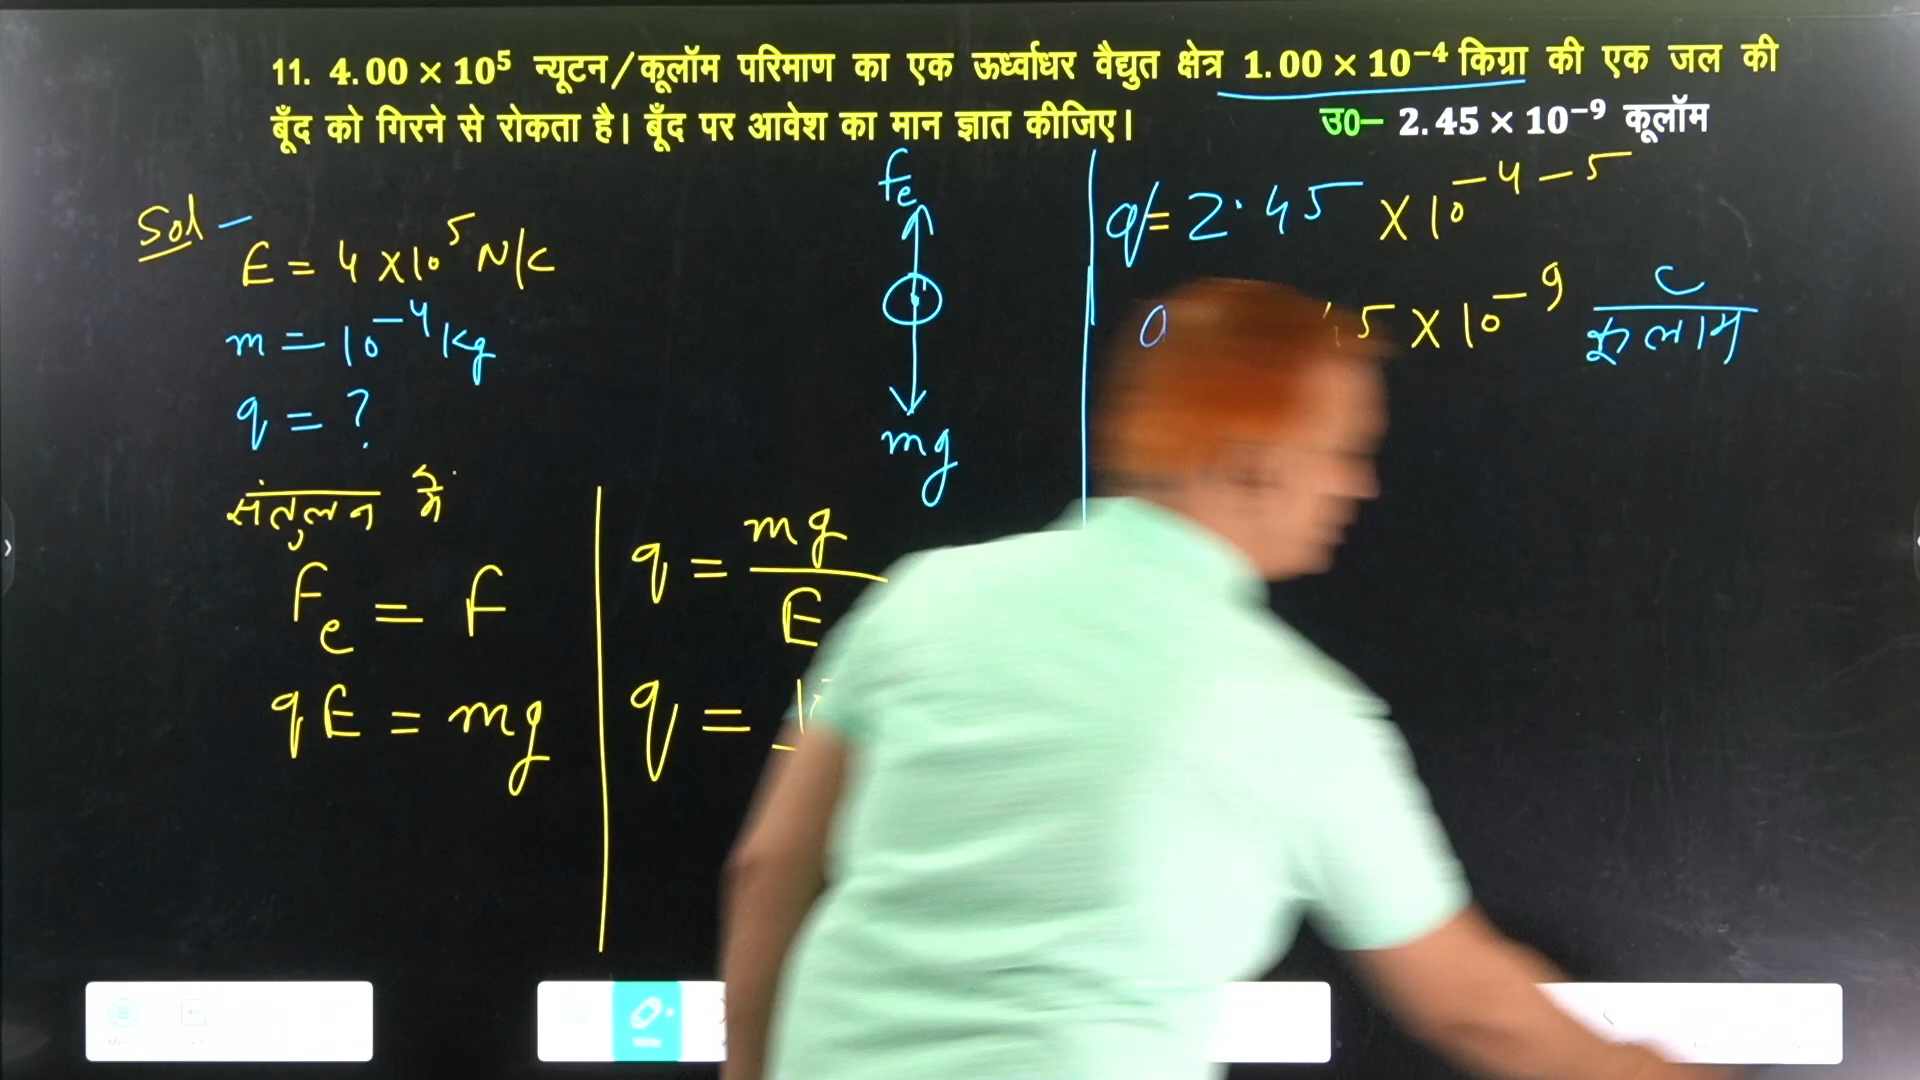 11. 4.00 × 10⁵ न्यूटन/कूलॉम परिमाण का एक ऊर्ध्वाधर वैद्युत क्षेत्र 1.00 × 10⁻⁴ किग्रा की एक जल की
बूँद को गिरने से रोकता है। बूँद पर आवेश का मान ज्ञात कीजिए।
उ0– 2.45 × 10⁻⁹ कूलॉम
Sol –
E = 4 × 10⁵ N/C
m = 10⁻⁴ kg
q = ?
संतुलन में
Fe = F
qE = mg
Fe
mg
q = mg
E
q =
q = 2.45 × 10⁻⁴⁻⁵
5 × 10⁻⁹ C
कूलाम